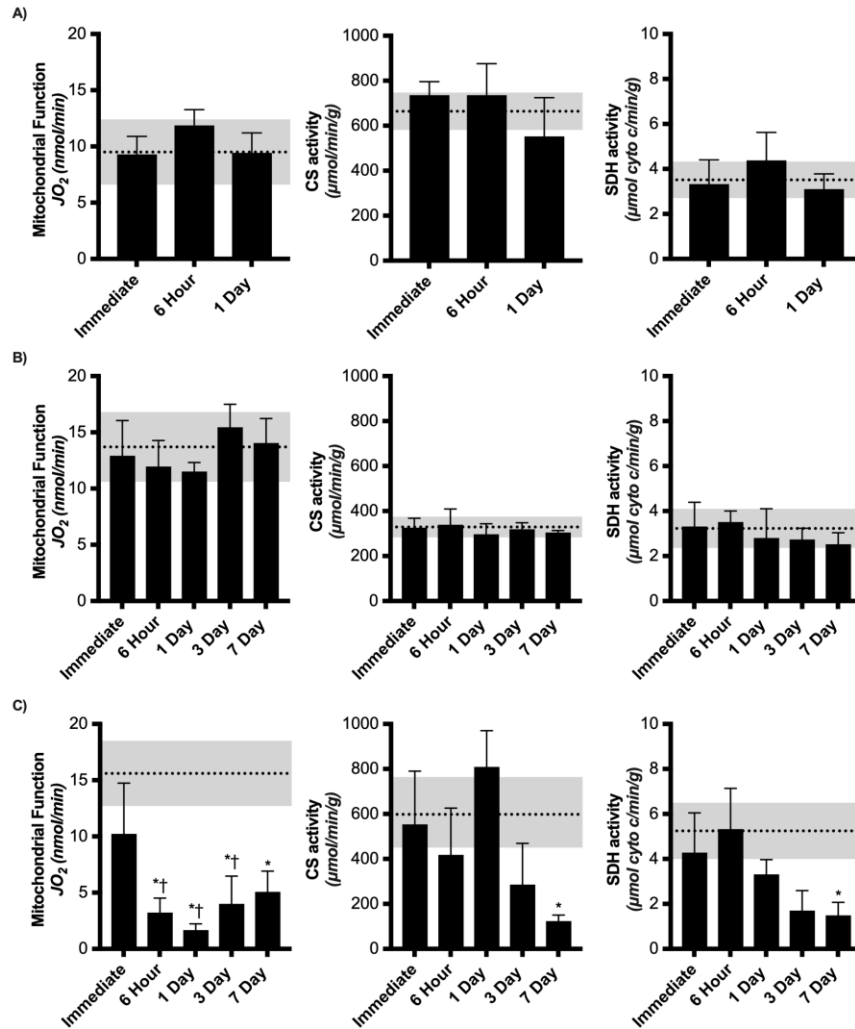 A)
Mitochondrial Function
JO2 (nmol/min)
20
15
10
5
0
Immediate
6 Hour
1 Day
CS activity
(µmol/min/g)
1000
800
600
400
200
0
Immediate
6 Hour
1 Day
SDH activity
(µmol cyto c/min/g)
10
8
6
4
2
0
Immediate
6 Hour
1 Day
B)
Mitochondrial Function
JO2 (nmol/min)
20
15
10
5
0
Immediate
6 Hour
1 Day
3 Day
7 Day
CS activity
(µmol/min/g)
1000
800
600
400
200
0
Immediate
6 Hour
1 Day
3 Day
7 Day
SDH activity
(µmol cyto c/min/g)
10
8
6
4
2
0
Immediate
6 Hour
1 Day
3 Day
7 Day
C)
Mitochondrial Function
JO2 (nmol/min)
20
15
10
5
0
*†
*†
*†
*
Immediate
6 Hour
1 Day
3 Day
7 Day
CS activity
(µmol/min/g)
1000
800
600
400
200
0
*
Immediate
6 Hour
1 Day
3 Day
7 Day
SDH activity
(µmol cyto c/min/g)
10
8
6
4
2
0
*
Immediate
6 Hour
1 Day
3 Day
7 Day